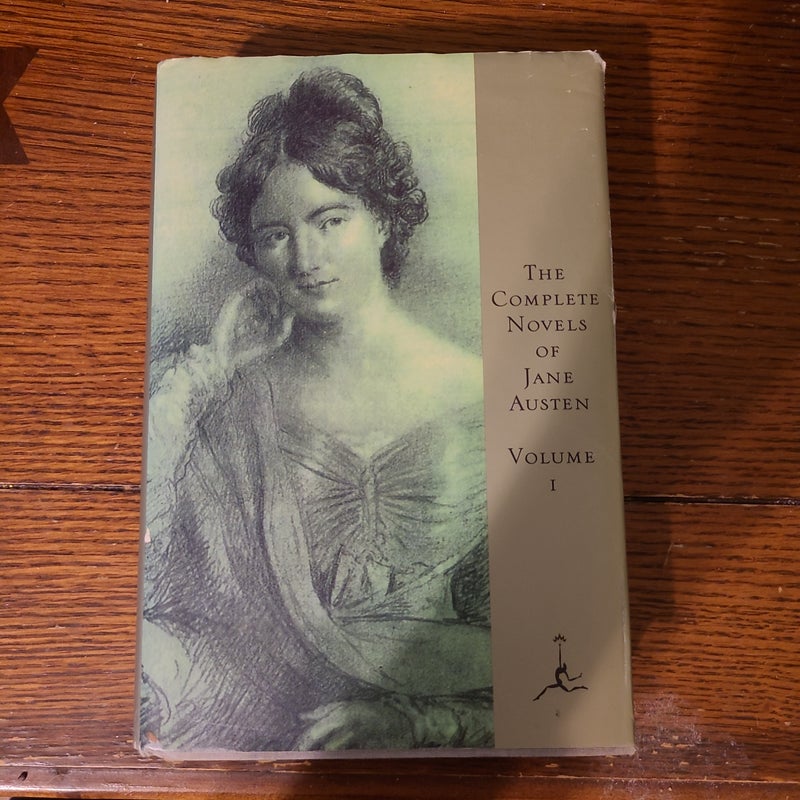 The
Complete
Novels
of
Jane
Austen
Volume
I